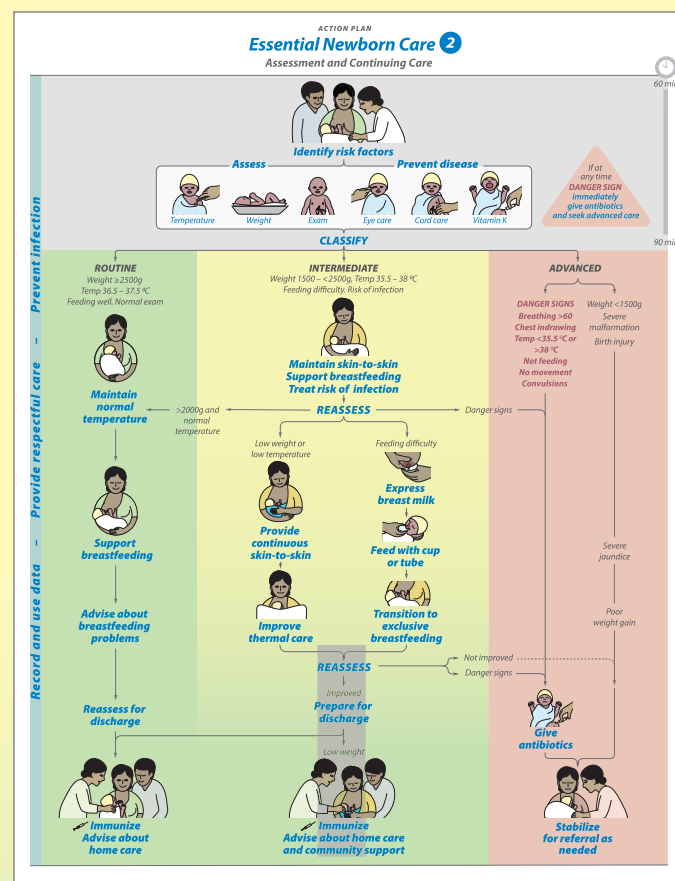 ACTION PLAN
Essential Newborn Care 2
Assessment and Continuing Care
60
Identify risk factors
Assess
Prevent disease
Temperature
Weight
Exam
Eye care
Cord care
Vitamin K
If at
any time
DANGER SIGN
immediately
give antibiotics
and seek advanced care
CLASSIFY
90
Prevent infection – Provide respectful care – Record and use data
ROUTINE
Weight ≥2500g
Temp 36.5 – 37.5 ºC
Feeding well. Normal exam
Maintain
normal
temperature
Support
breastfeeding
Advise about
breastfeeding
problems
Reassess for
discharge
Immunize
Advise about
home care
INTERMEDIATE
Weight 1500 – <2500g, Temp 35.5 – 38 ºC
Feeding difficulty. Risk of infection
Maintain skin-to-skin
Support breastfeeding
Treat risk of infection
REASSESS
>2000g and
normal
temperature
Danger signs
Low weight or
low temperature
Provide
continuous
skin-to-skin
Improve
thermal care
Feeding difficulty
Express
breast milk
Feed with cup
or tube
Transition to
exclusive
breastfeeding
REASSESS
Not improved
Danger signs
Improved
Prepare for
discharge
Low weight
Immunize
Advise about home care
and community support
ADVANCED
DANGER SIGNS
Breathing >60
Chest indrawing
Temp <35.5 ºC or
>38 ºC
Not feeding
No movement
Convulsions
Weight <1500g
Severe
malformation
Birth injury
Severe
jaundice
Poor
weight gain
Give
antibiotics
Stabilize
for referral as
needed